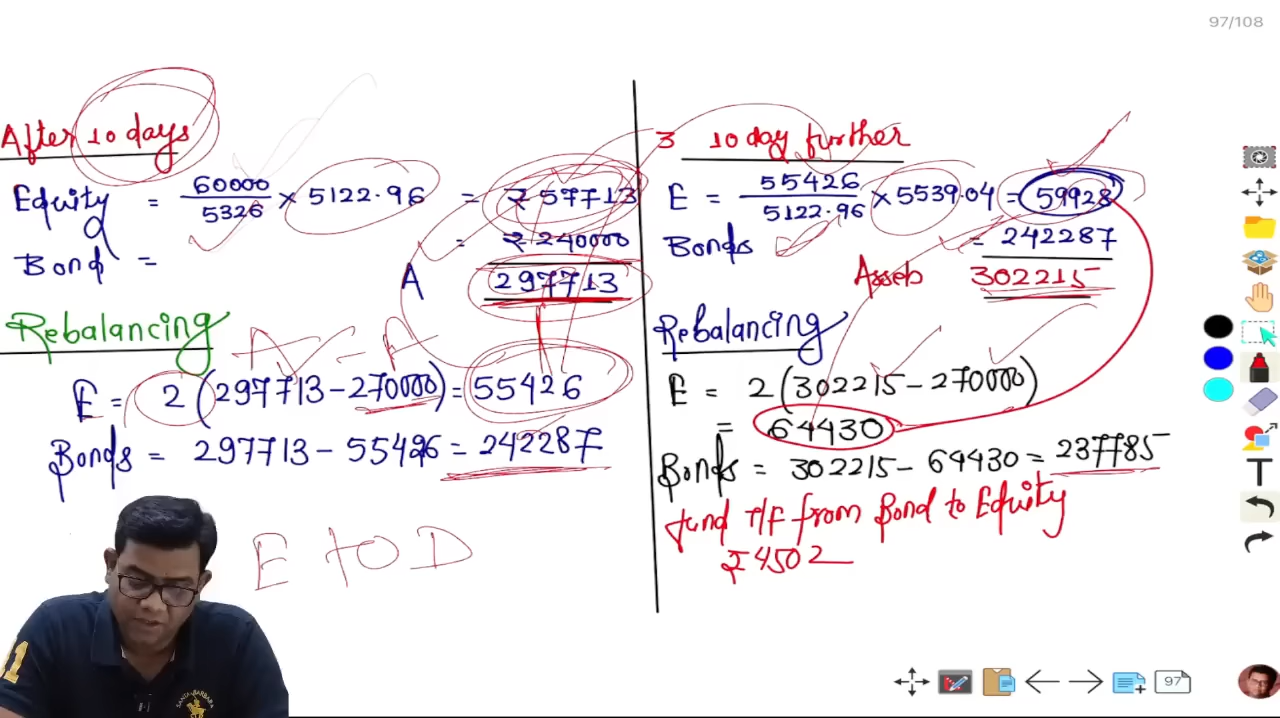 97/108
After 10 days
Equity = 60000/5326 × 5122.96 = ₹ 57713
Bond = = ₹ 240000
A 297713
Rebalancing
A - A
E = 2 (297713 - 270000) = 55426
Bonds = 297713 - 55426 = 242287
E to D
3 10 day further
E = 55426/5122.96 × 5539.04 = 59928
Bonds = 242287
Assets 302215
Rebalancing
E = 2 (302215 - 270000)
= 64430
Bonds = 302215 - 64430 = 237785
fund T/F from Bond to Equity
₹ 4502
SANTA BARBARA
T
97